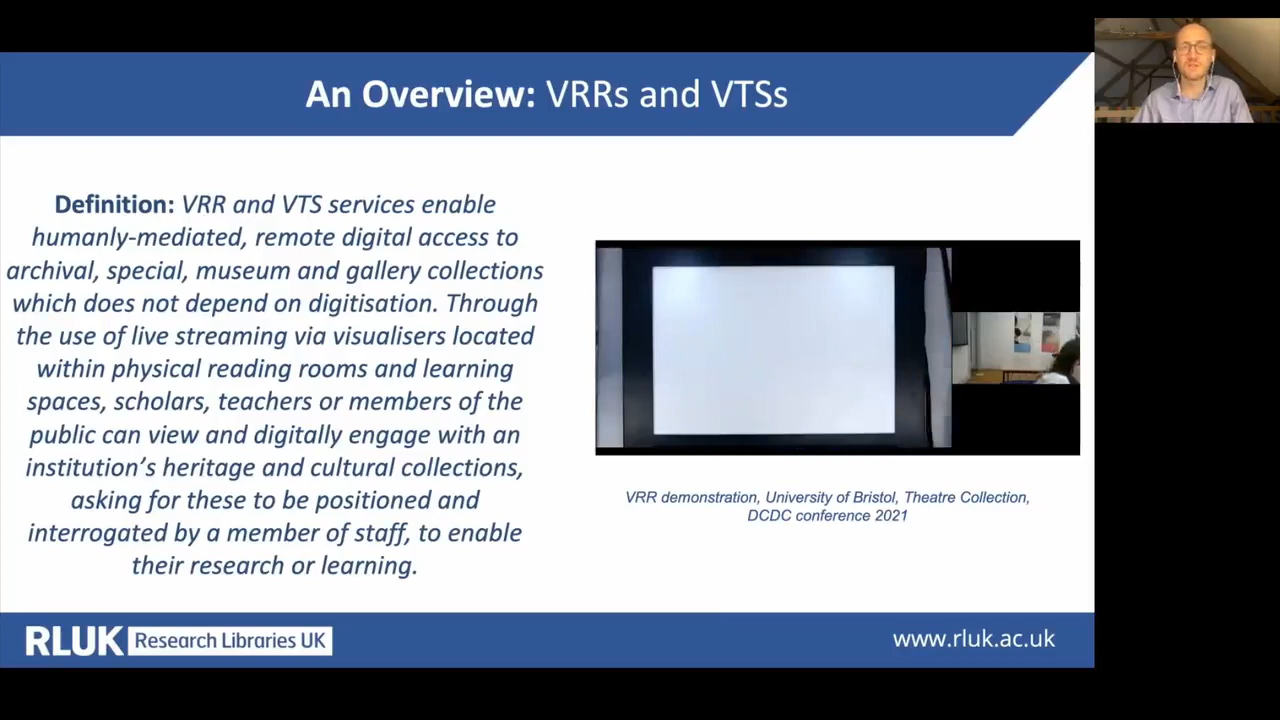 An Overview: VRRs and VTSs
Definition: VRR and VTS services enable
humanly-mediated, remote digital access to
archival, special, museum and gallery collections
which does not depend on digitisation. Through
the use of live streaming via visualisers located
within physical reading rooms and learning
spaces, scholars, teachers or members of the
public can view and digitally engage with an
institution’s heritage and cultural collections,
asking for these to be positioned and
interrogated by a member of staff, to enable
their research or learning.
VRR demonstration, University of Bristol, Theatre Collection,
DCDC conference 2021
RLUK Research Libraries UK
www.rluk.ac.uk